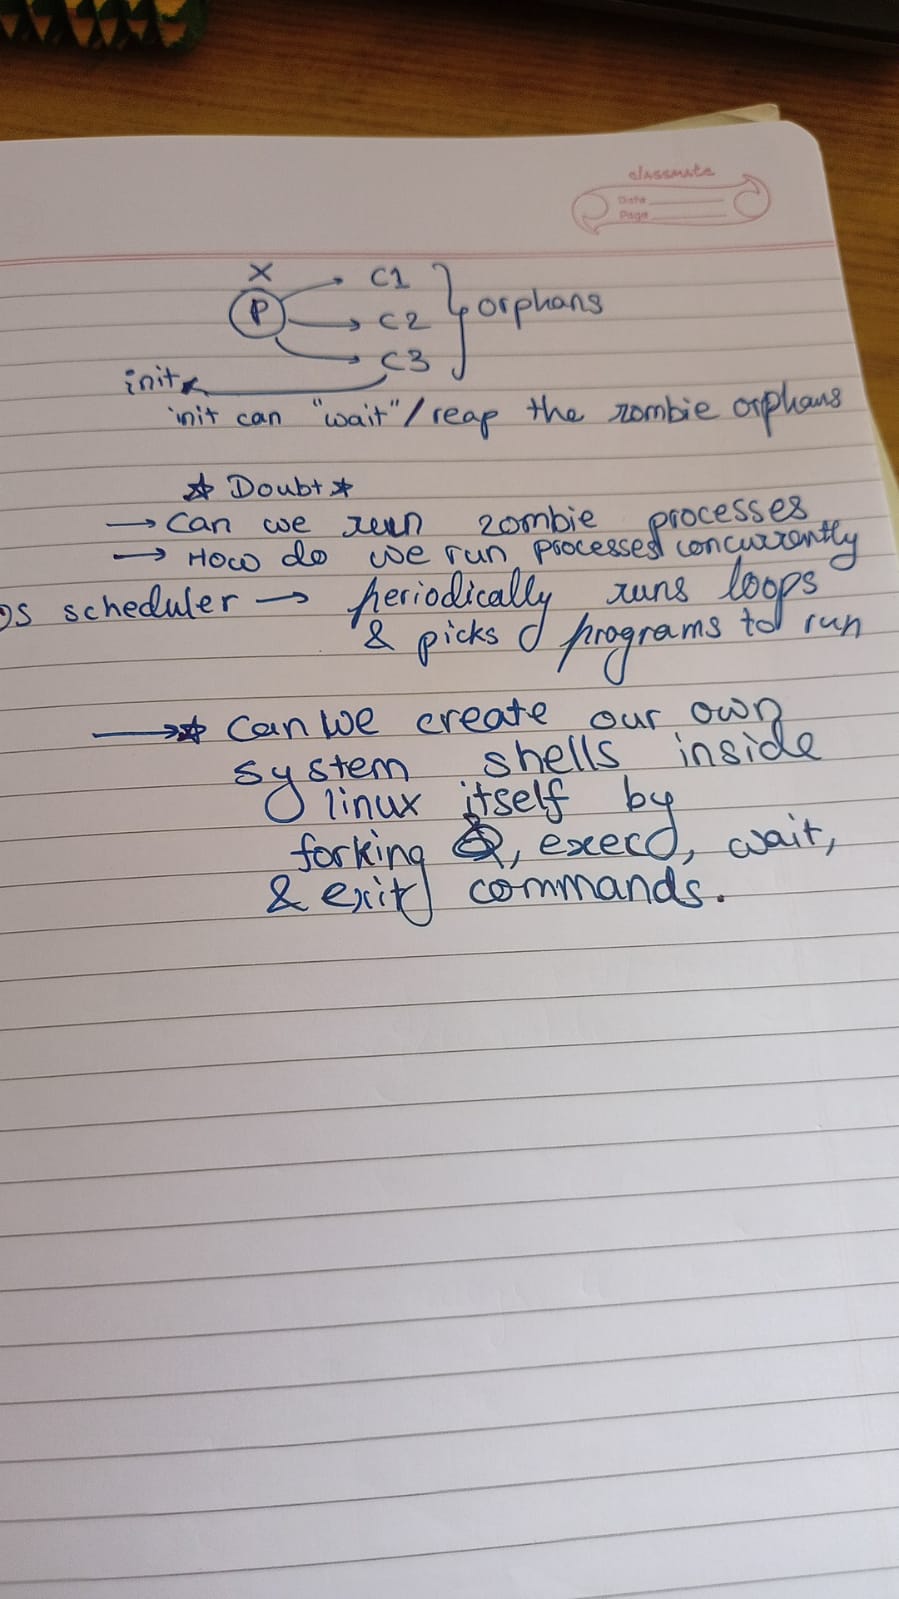 classmate
Date
Page
X
P
C1
C2
C3
orphans
init
init can "wait"/reap the zombie orphans
☆ Doubt ☆
→ Can we run zombie processes
→ How do we run processes concurrently
OS scheduler → periodically runs loops
& picks programs to run
→☆ Can we create our own
system shells inside
linux itself by
forking, exec, wait,
& exit commands.